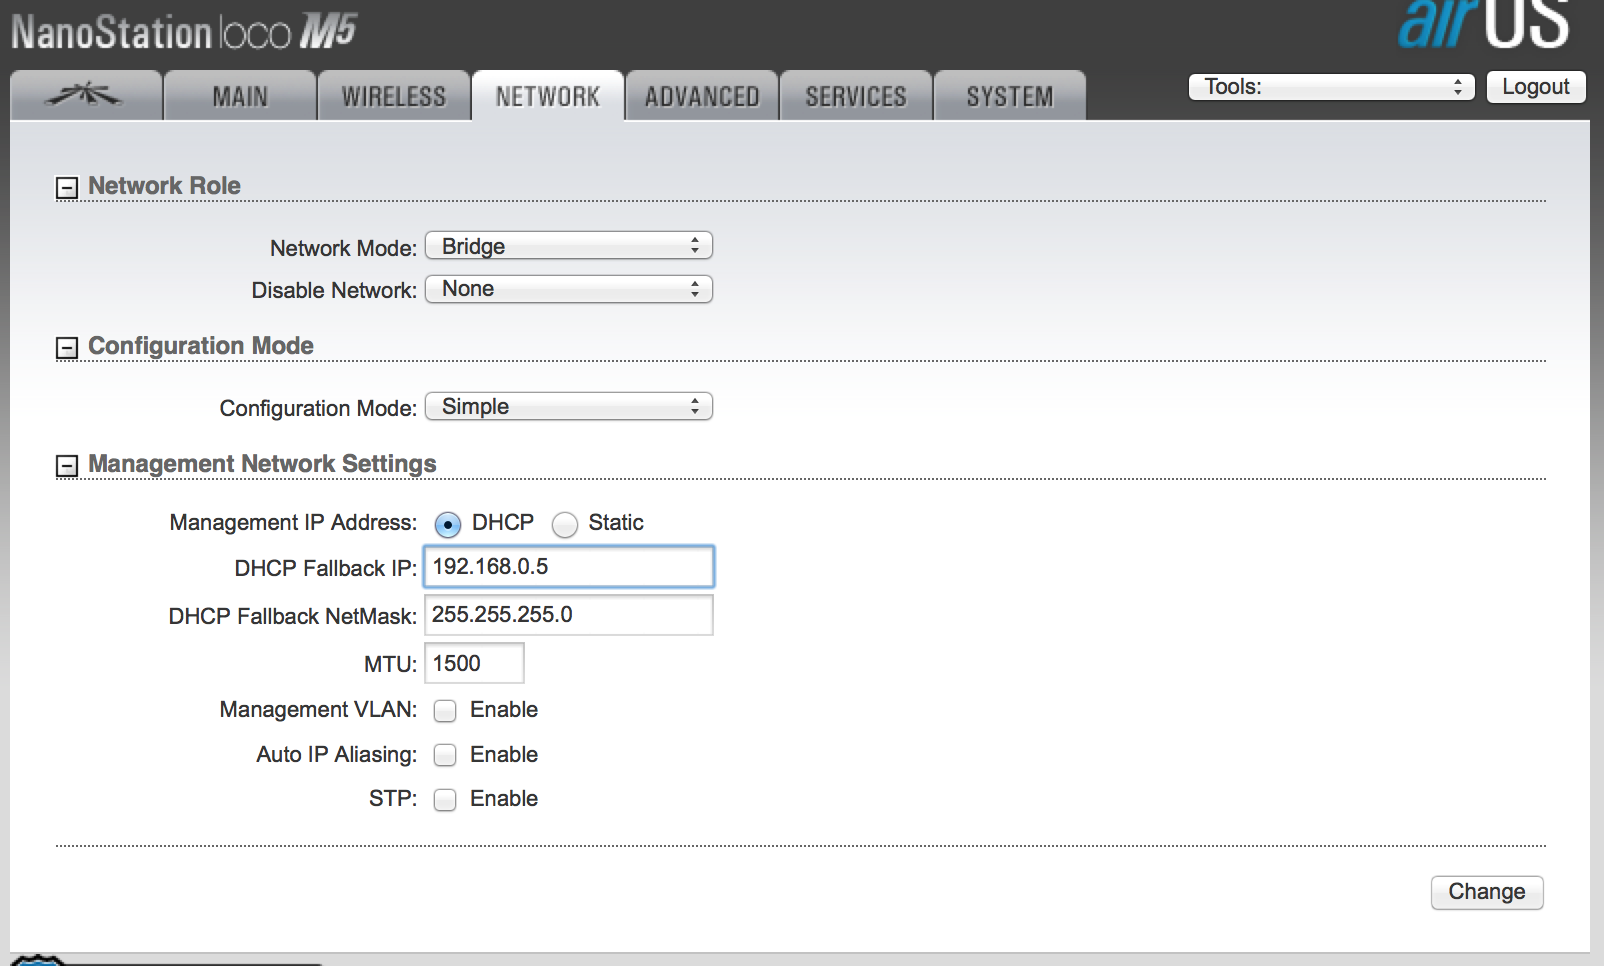 NanoStation loco M5
air US
MAIN WIRELESS NETWORK ADVANCED SERVICES SYSTEM Tools: Logout
Network Role
Network Mode: Bridge
Disable Network: None
Configuration Mode
Configuration Mode: Simple
Management Network Settings
Management IP Address: DHCP Static
DHCP Fallback IP: 192.168.0.5
DHCP Fallback NetMask: 255.255.255.0
MTU: 1500
Management VLAN: Enable
Auto IP Aliasing: Enable
STP: Enable
Change